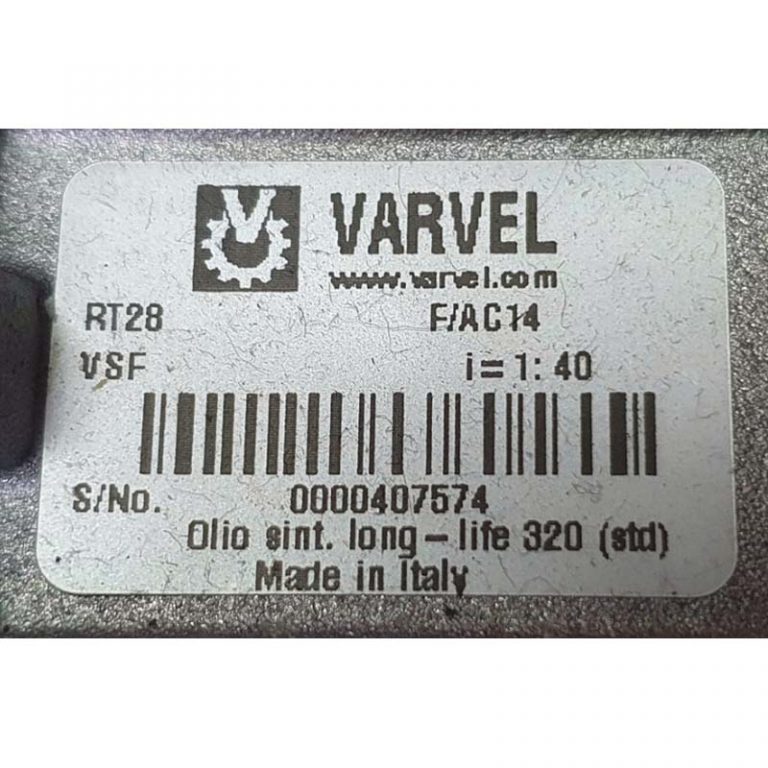 VARVEL
www.varvel.com
RT28 F/AC14
VSF i=1:40
S/No. 0000407574
Olio sint. long-life 320 (std)
Made in Italy